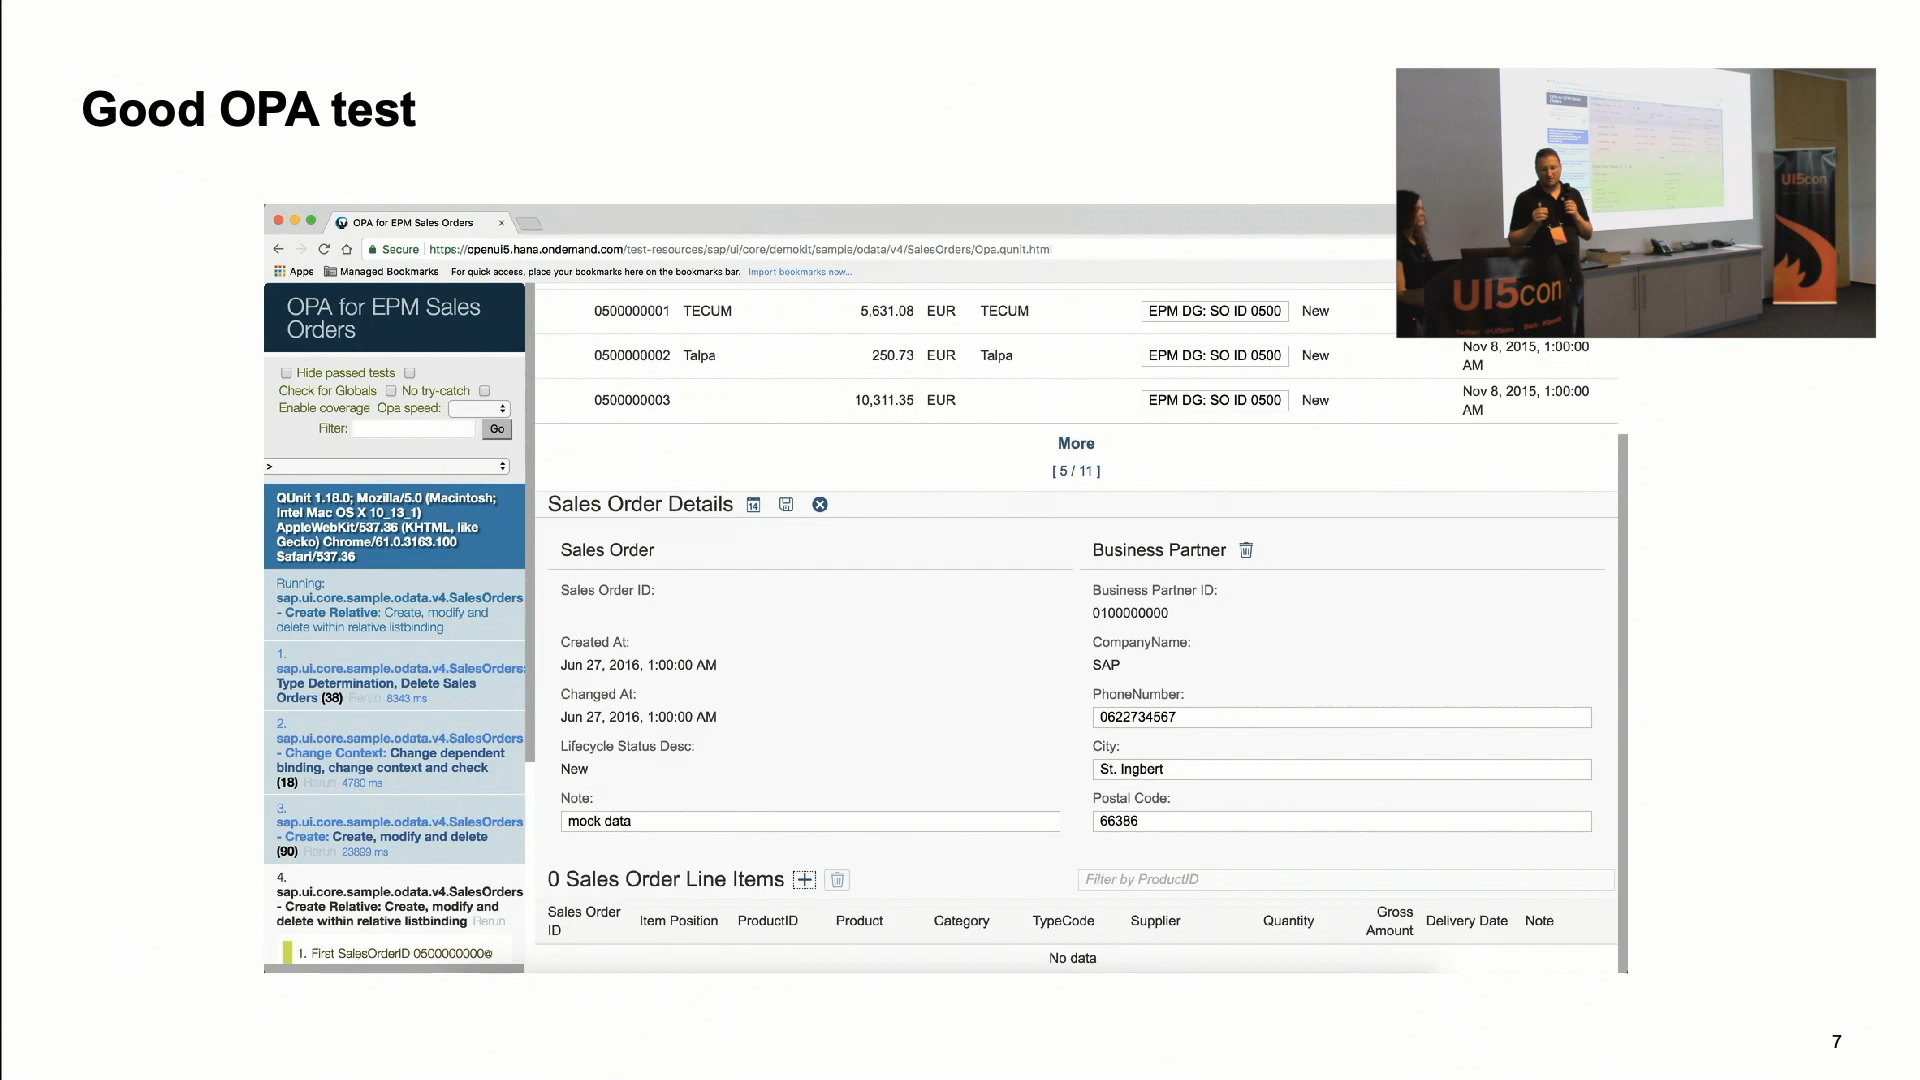 Good OPA test
OPA for EPM Sales Orders
Secure https://openui5.hana.ondemand.com/test-resources/sap/ui/core/demokit/sample/odata/v4/SalesOrders/Opa.qunit.html
Apps Managed Bookmarks For quick access, place your bookmarks here on the bookmarks bar. Import bookmarks now...
OPA for EPM Sales
Orders
Hide passed tests
Check for Globals No try-catch
Enable coverage Opa speed:
Filter: Go
>
QUnit 1.18.0; Mozilla/5.0 (Macintosh;
Intel Mac OS X 10_13_1)
AppleWebKit/537.36 (KHTML, like
Gecko) Chrome/61.0.3163.100
Safari/537.36
Running:
sap.ui.core.sample.odata.v4.SalesOrders
- Create Relative: Create, modify and
delete within relative listbinding
1.
sap.ui.core.sample.odata.v4.SalesOrders:
Type Determination, Delete Sales
Orders (38) Rerun 8343 ms
2.
sap.ui.core.sample.odata.v4.SalesOrders
- Change Context: Change dependent
binding, change context and check
(18) Rerun 4780 ms
3.
sap.ui.core.sample.odata.v4.SalesOrders
- Create: Create, modify and delete
(90) Rerun 23899 ms
4.
sap.ui.core.sample.odata.v4.SalesOrders
- Create Relative: Create, modify and
delete within relative listbinding Rerun
1. First SalesOrderID 0500000000@
0500000001 TECUM 5,631.08 EUR TECUM EPM DG: SO ID 0500 New
0500000002 Talpa 250.73 EUR Talpa EPM DG: SO ID 0500 New Nov 8, 2015, 1:00:00
AM
0500000003 10,311.35 EUR EPM DG: SO ID 0500 New Nov 8, 2015, 1:00:00
AM
More
[ 5 / 11 ]
Sales Order Details
Sales Order
Sales Order ID:
Created At:
Jun 27, 2016, 1:00:00 AM
Changed At:
Jun 27, 2016, 1:00:00 AM
Lifecycle Status Desc:
New
Note:
mock data
Business Partner
Business Partner ID:
0100000000
CompanyName:
SAP
PhoneNumber:
0622734567
City:
St. Ingbert
Postal Code:
66386
0 Sales Order Line Items Filter by ProductID
Sales Order
ID Item Position ProductID Product Category TypeCode Supplier Quantity Gross
Amount Delivery Date Note
No data
UI5con
UI5con
7